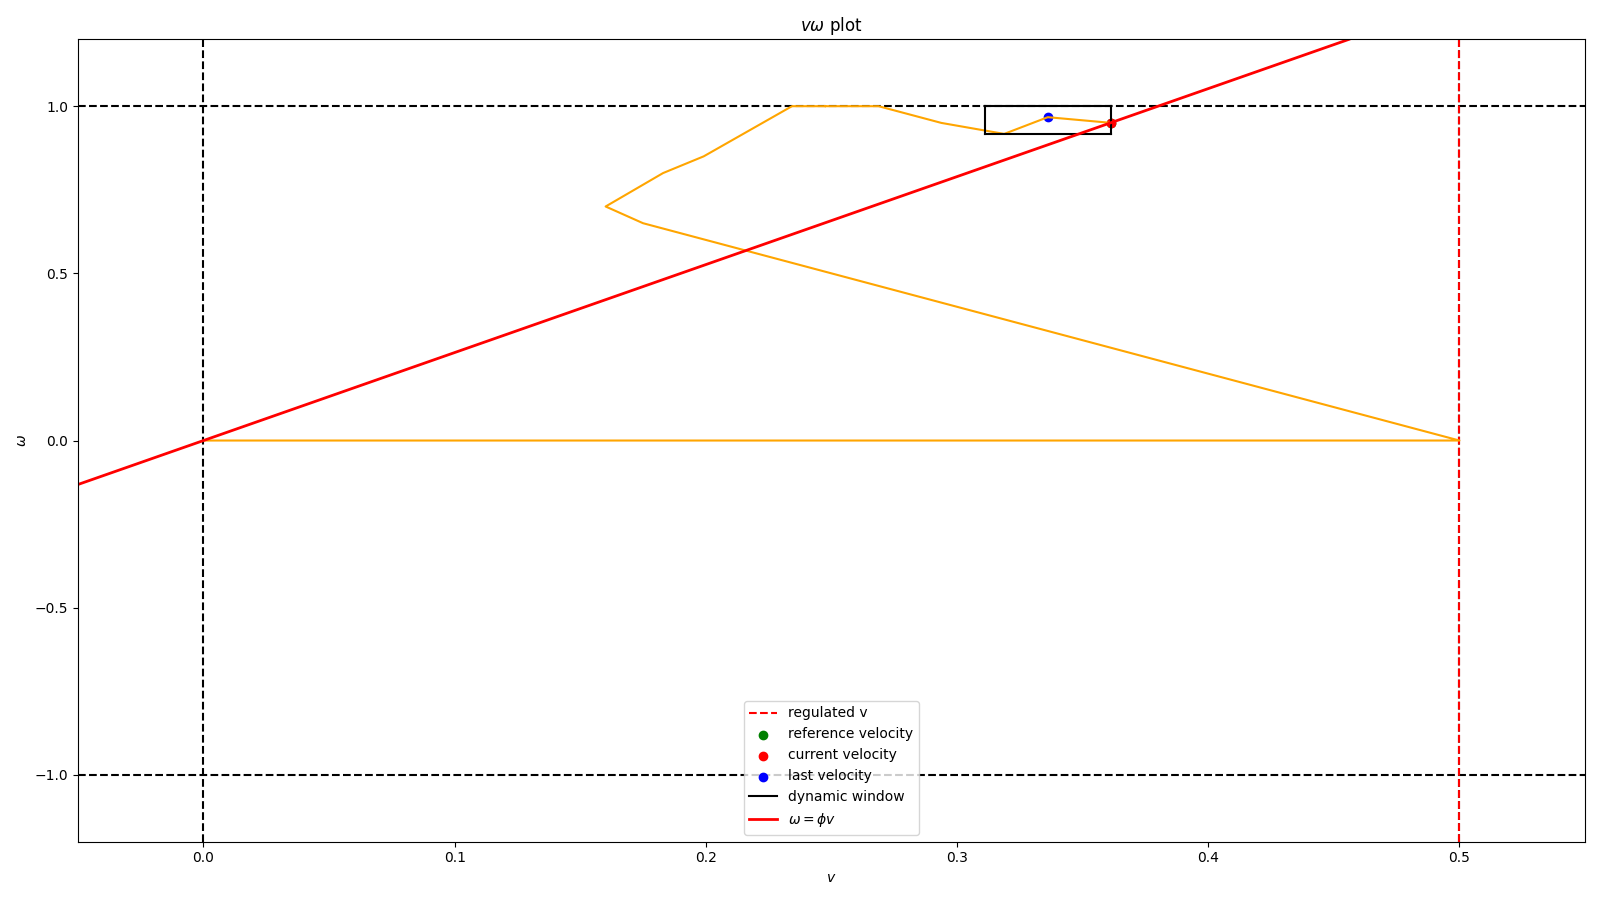 vω plot
1.0
0.5
0.0
−0.5
−1.0
ω
regulated v
reference velocity
current velocity
last velocity
dynamic window
ω = ϕv
0.0 0.1 0.2 0.3 0.4 0.5
v